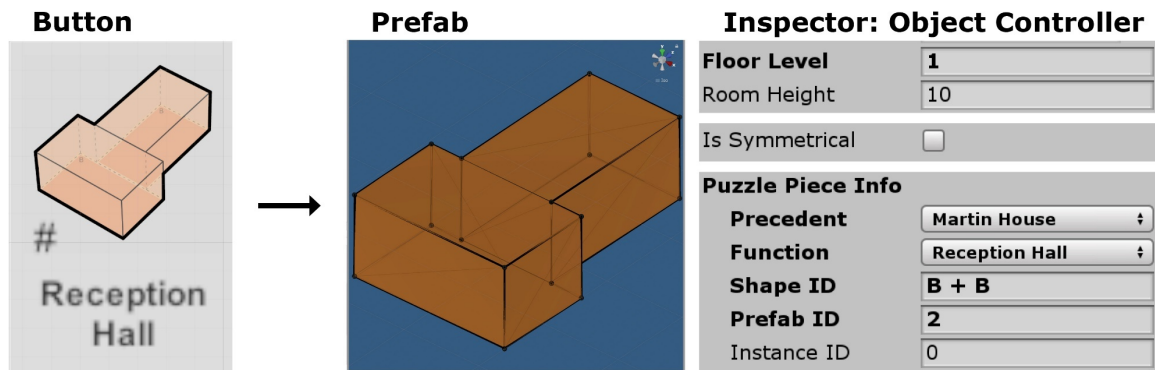 Button
Prefab
Inspector: Object Controller
#
Reception
Hall
Floor Level 1
Room Height 10
Is Symmetrical
Puzzle Piece Info
Precedent Martin House
Function Reception Hall
Shape ID B + B
Prefab ID 2
Instance ID 0